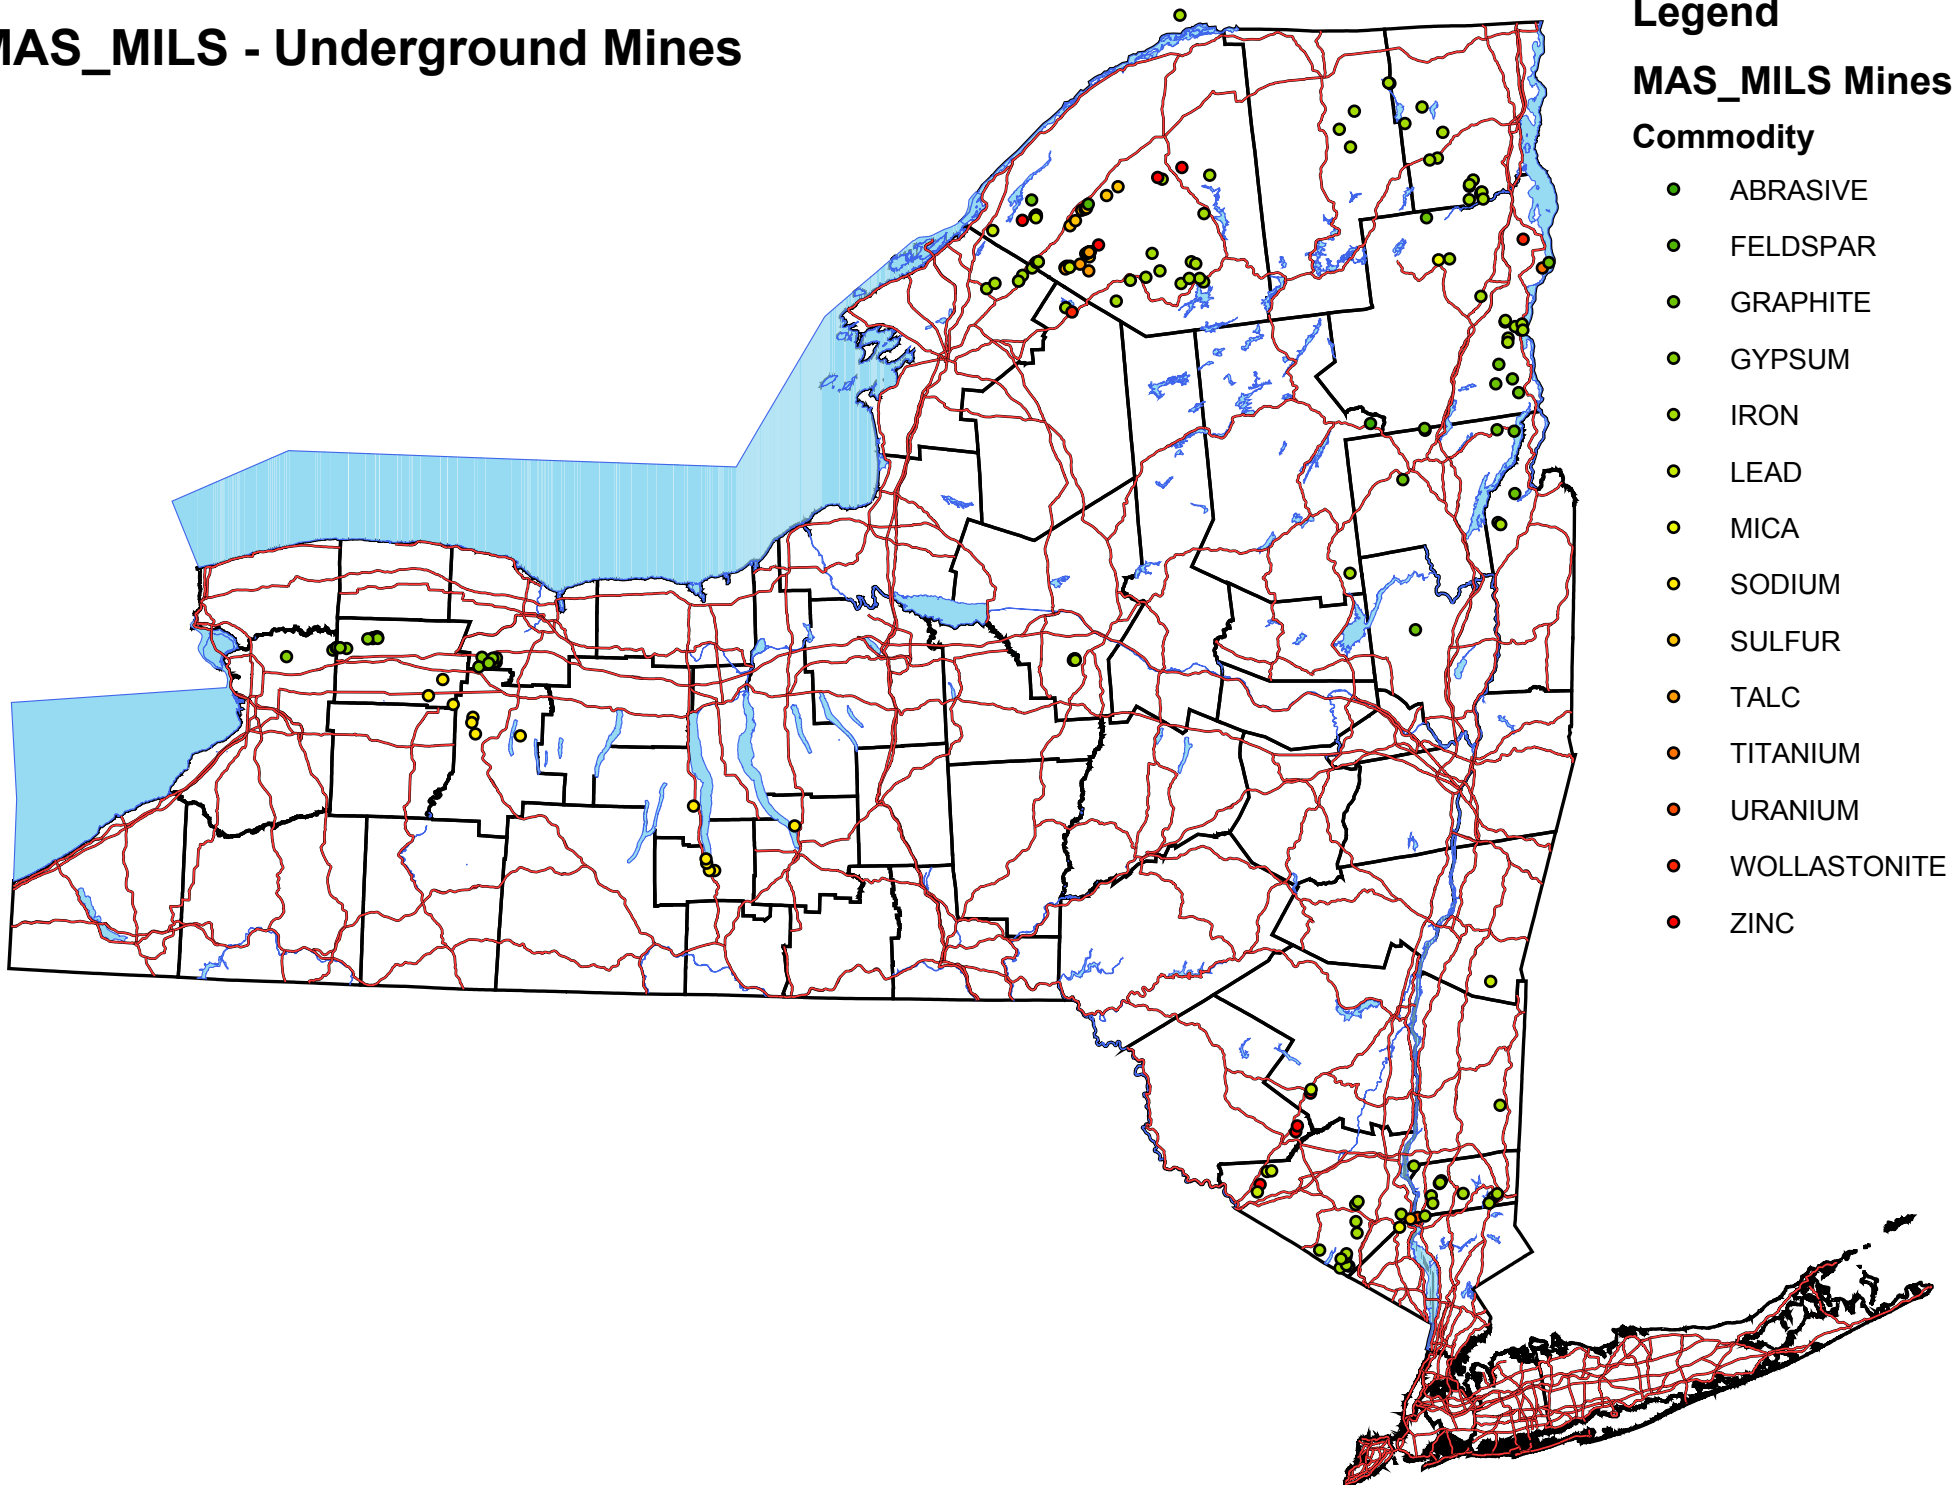 MAS_MILS - Underground Mines
Legend
MAS_MILS Mines
Commodity
ABRASIVE
FELDSPAR
GRAPHITE
GYPSUM
IRON
LEAD
MICA
SODIUM
SULFUR
TALC
TITANIUM
URANIUM
WOLLASTONITE
ZINC